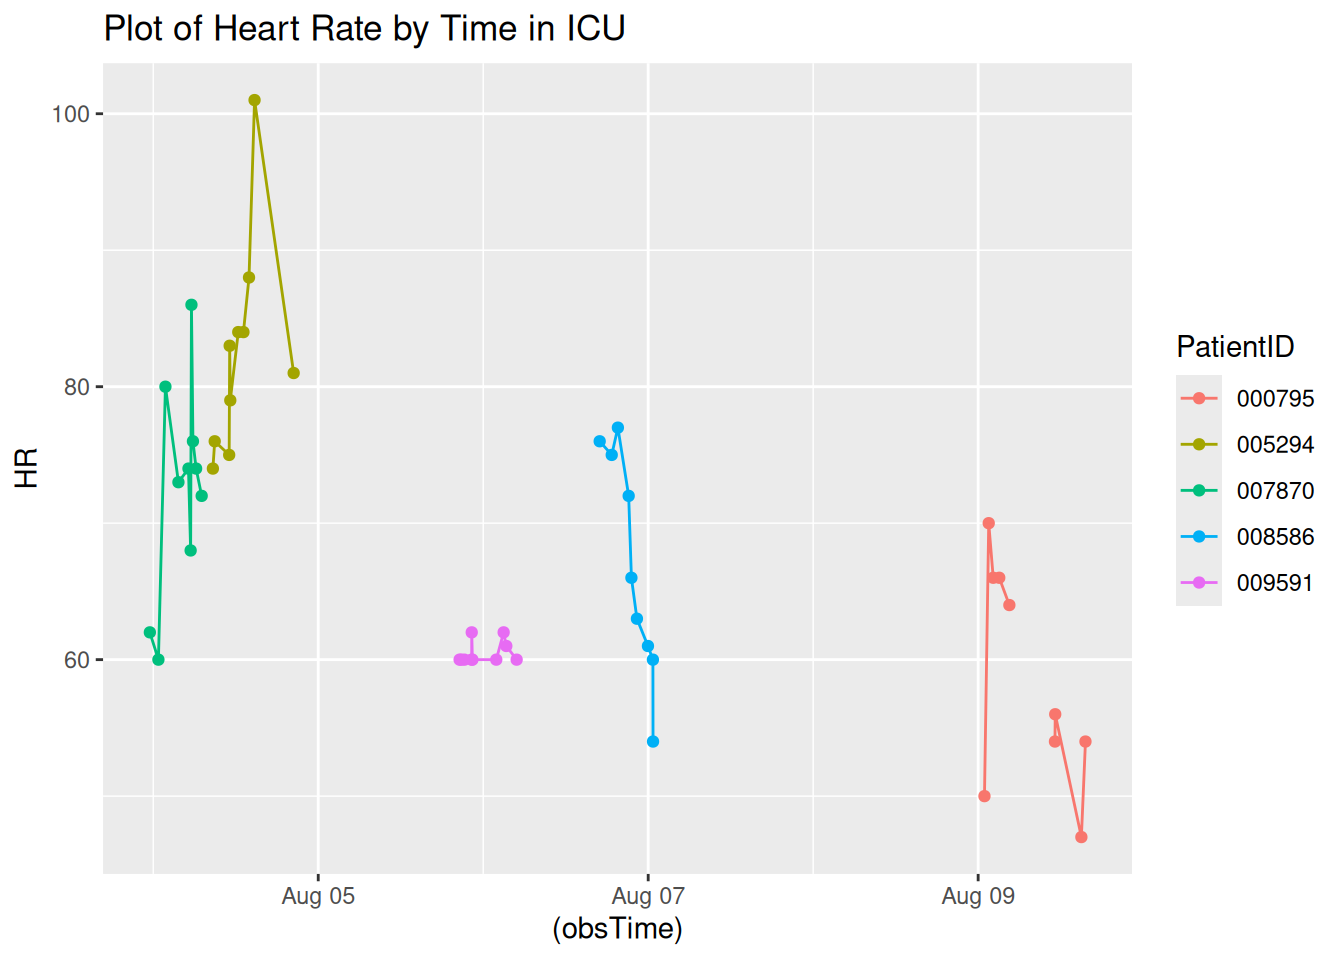 Plot of Heart Rate by Time in ICU
100
80
60
HR
Aug 05
Aug 07
Aug 09
(obsTime)
PatientID
000795
005294
007870
008586
009591